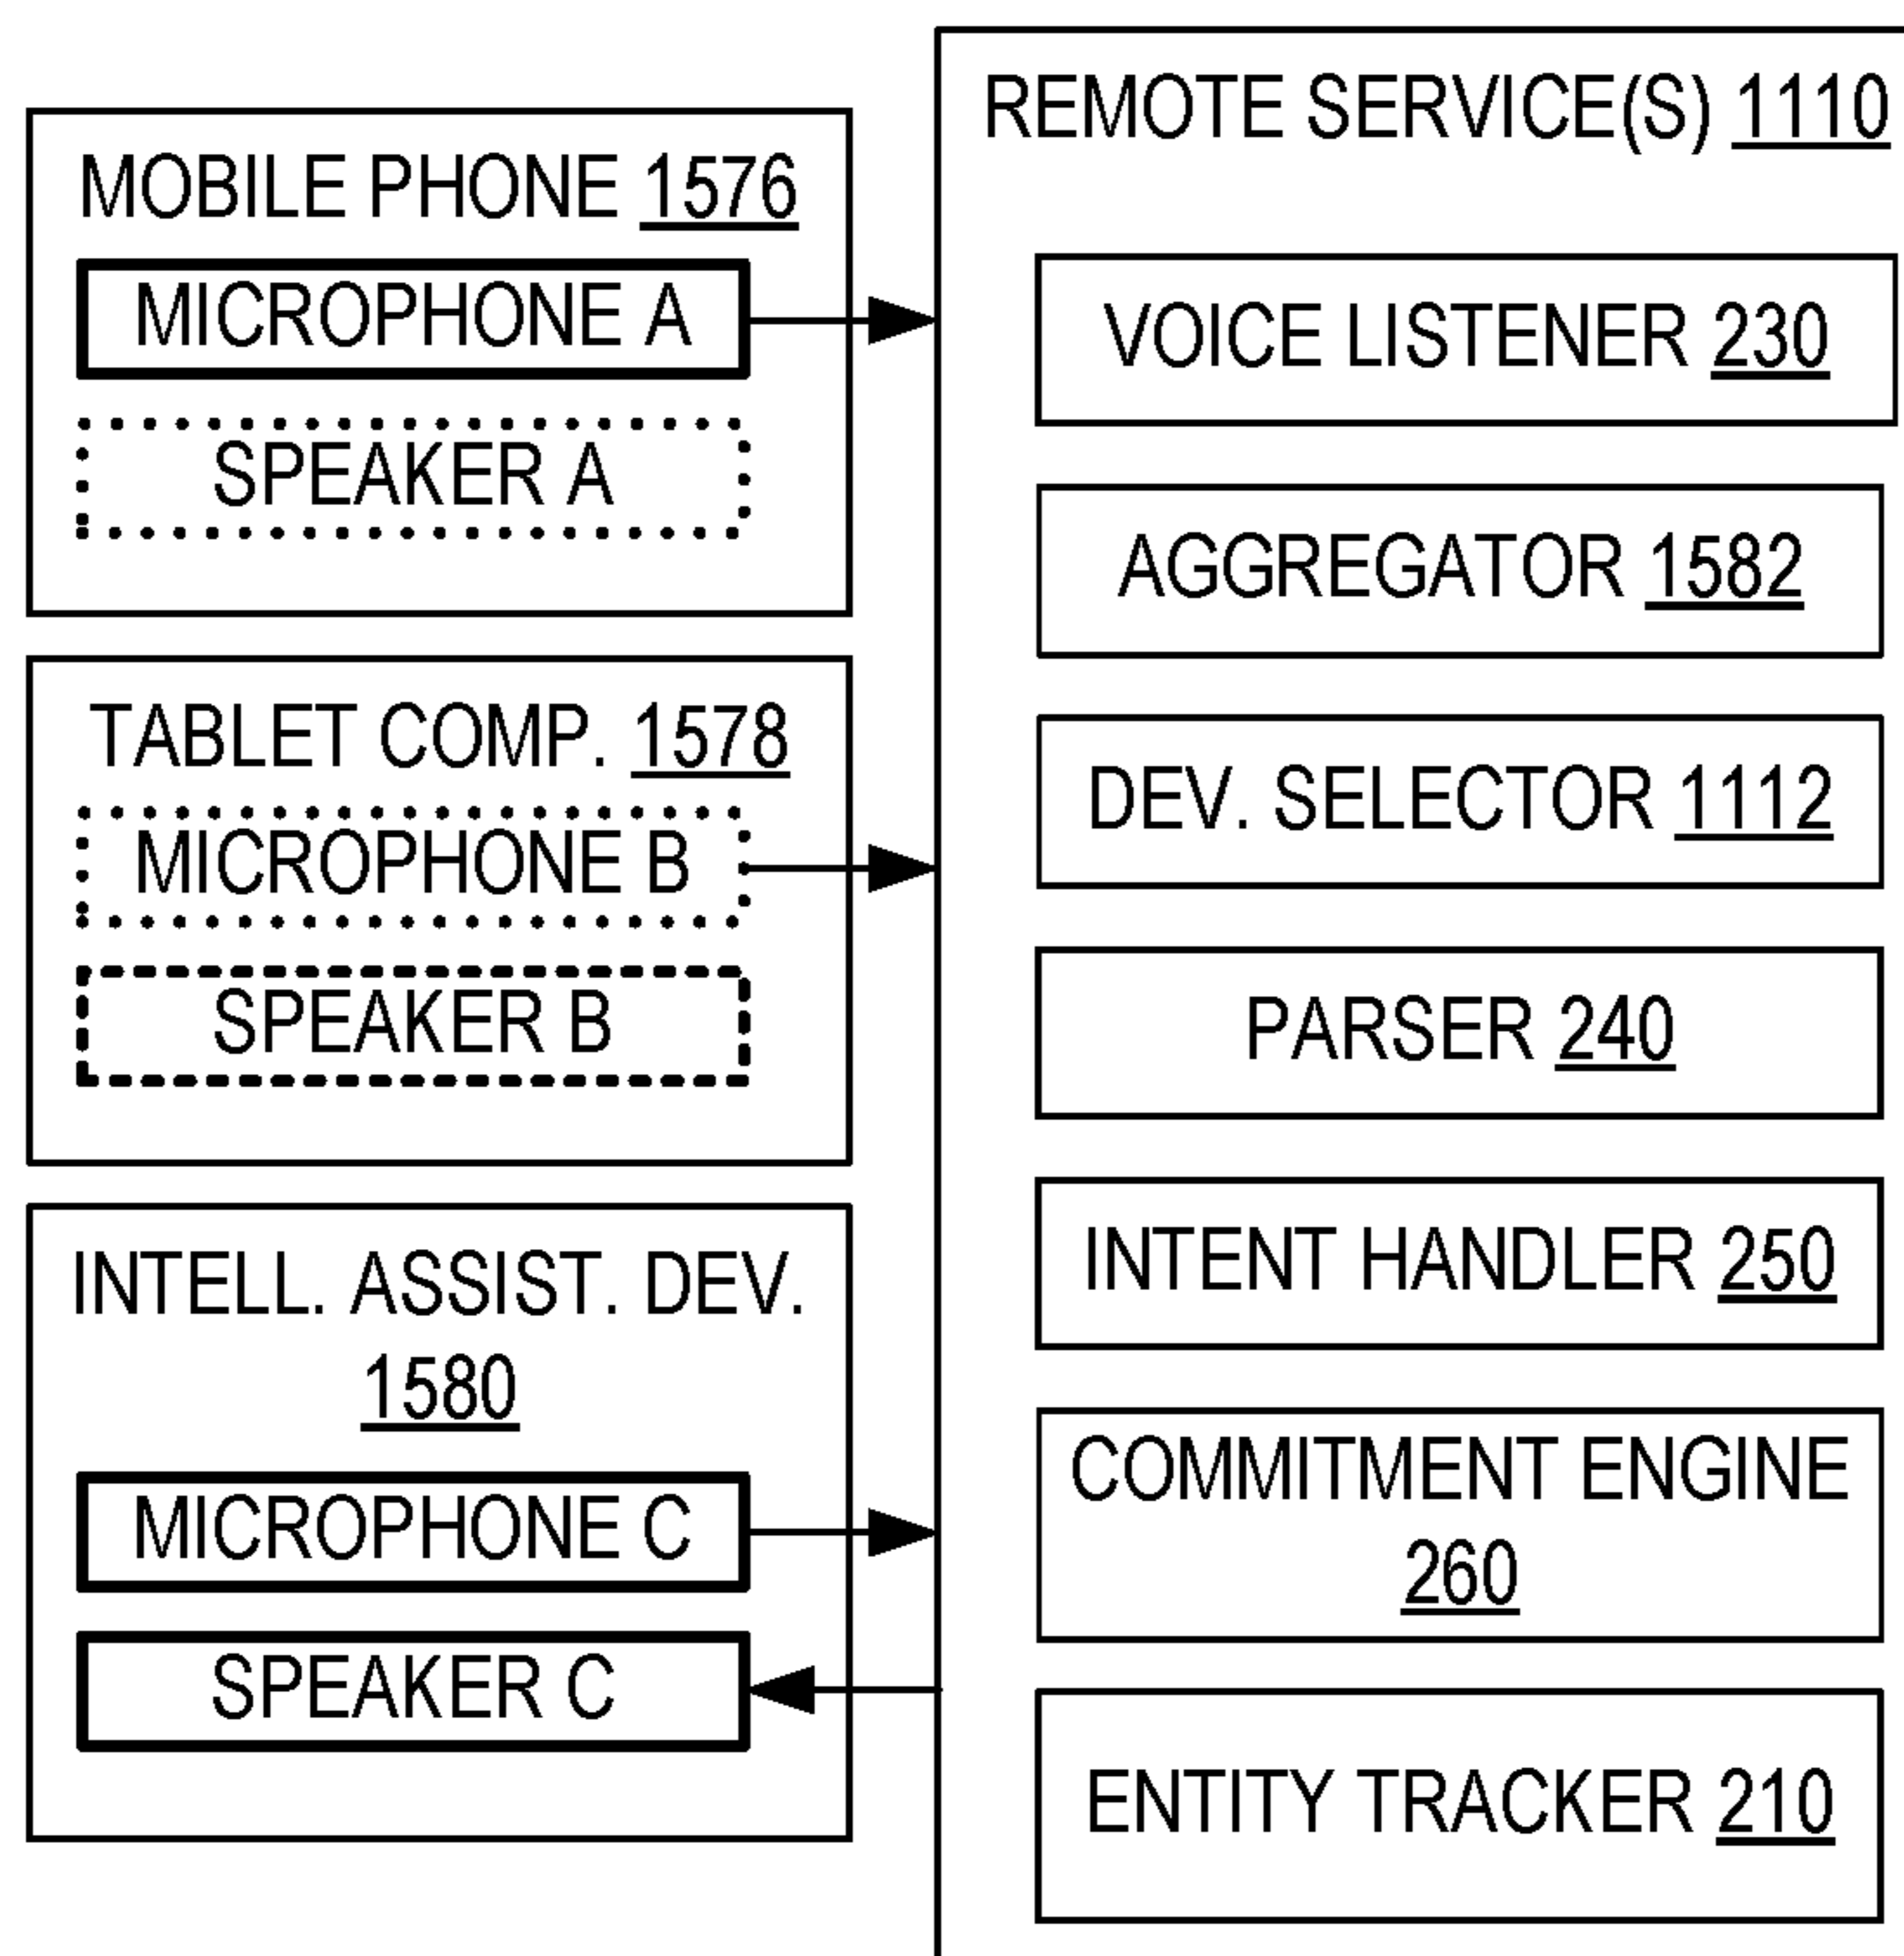 MOBILE PHONE 1576
MICROPHONE A
SPEAKER A
TABLET COMP. 1578
MICROPHONE B
SPEAKER B
INTELL. ASSIST. DEV.
1580
MICROPHONE C
SPEAKER C
REMOTE SERVICE(S) 1110
VOICE LISTENER 230
AGGREGATOR 1582
DEV. SELECTOR 1112
PARSER 240
INTENT HANDLER 250
COMMITMENT ENGINE
260
ENTITY TRACKER 210